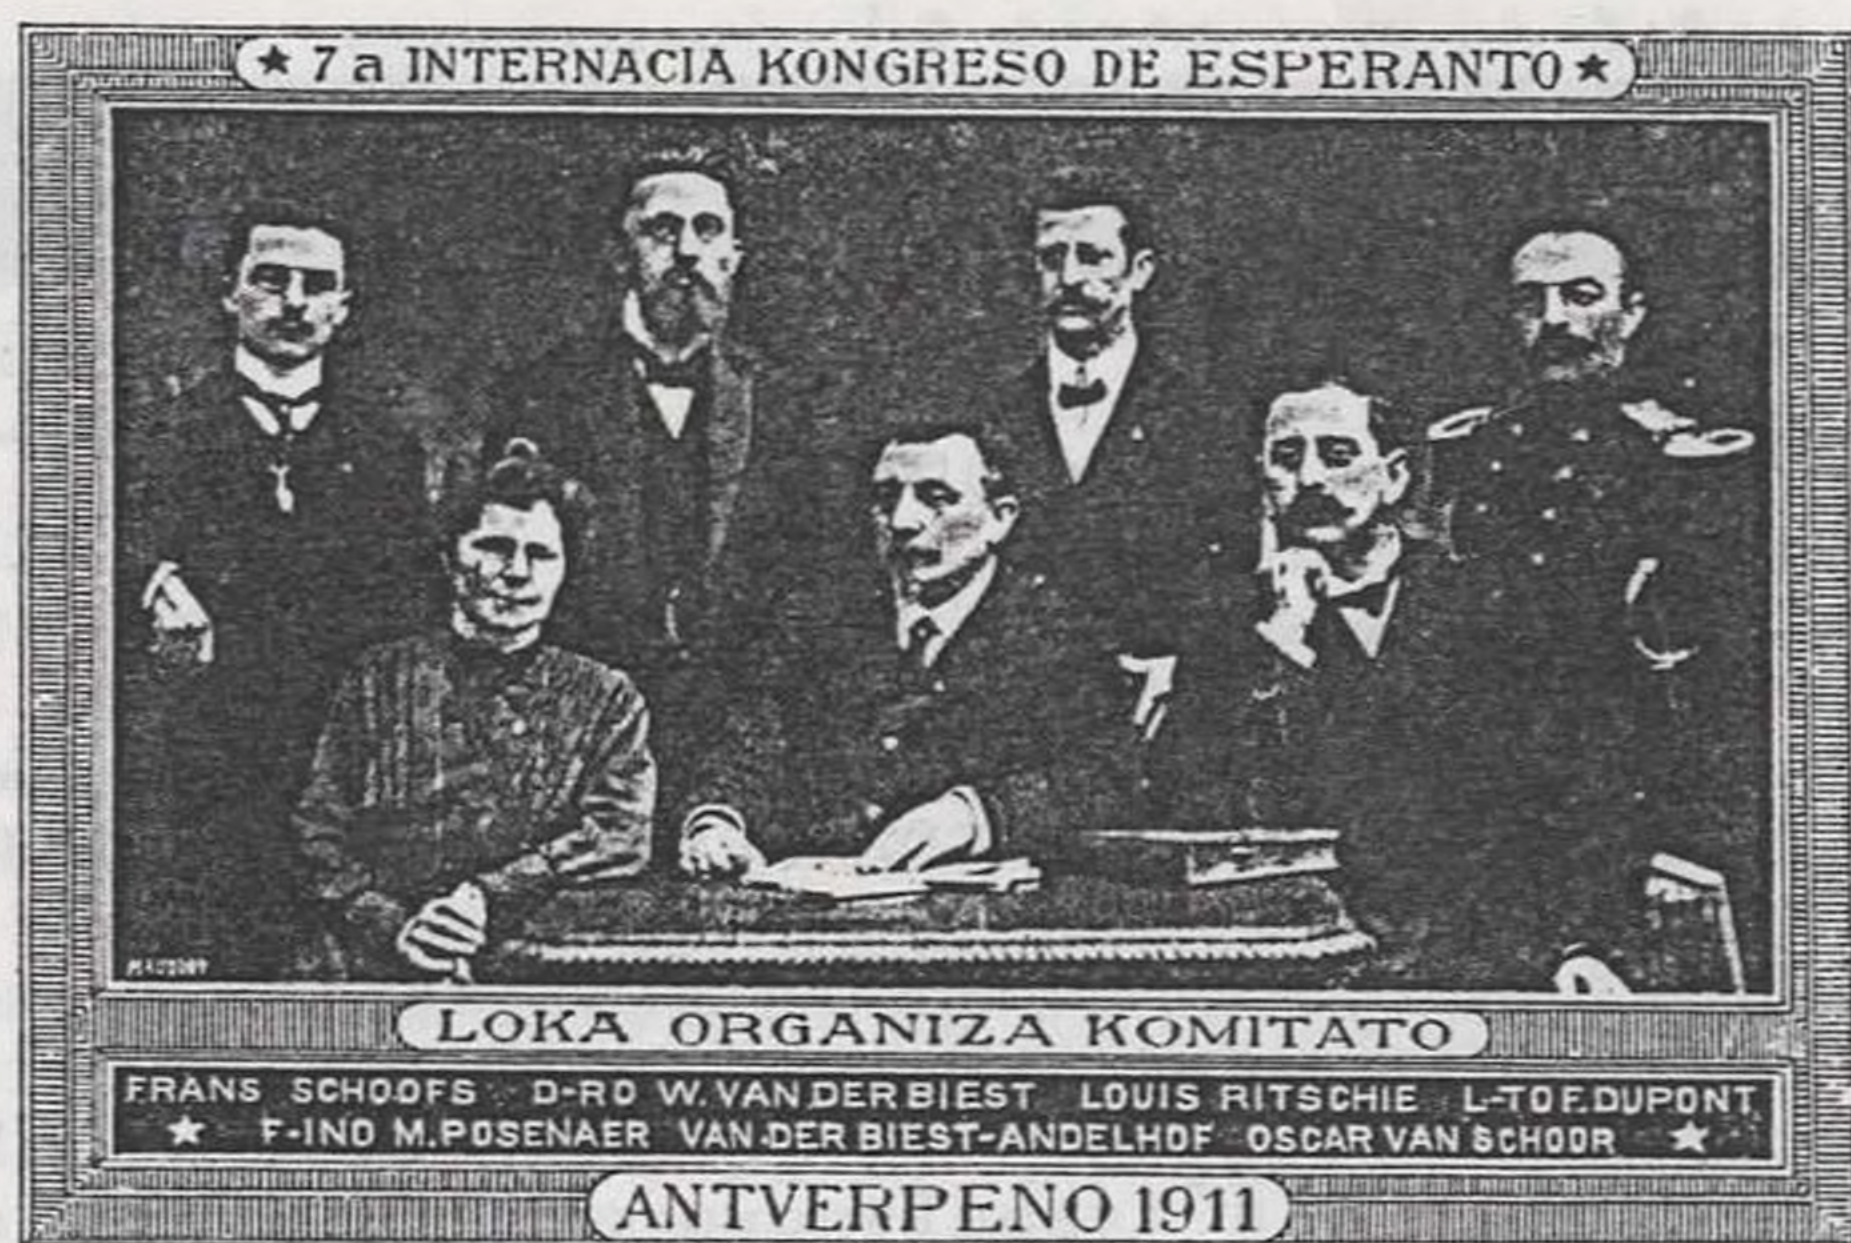 ★ 7a INTERNACIA KONGRESO DE ESPERANTO ★
LOKA ORGANIZA KOMITATO
FRANS SCHOOFS D-RO W. VAN DER BIEST LOUIS RITSCHIE L-TO F. DUPONT
★ F-INO M. POSENAER VAN DER BIEST-ANDELHOF OSCAR VAN SCHOOR ★
ANTVERPENO 1911